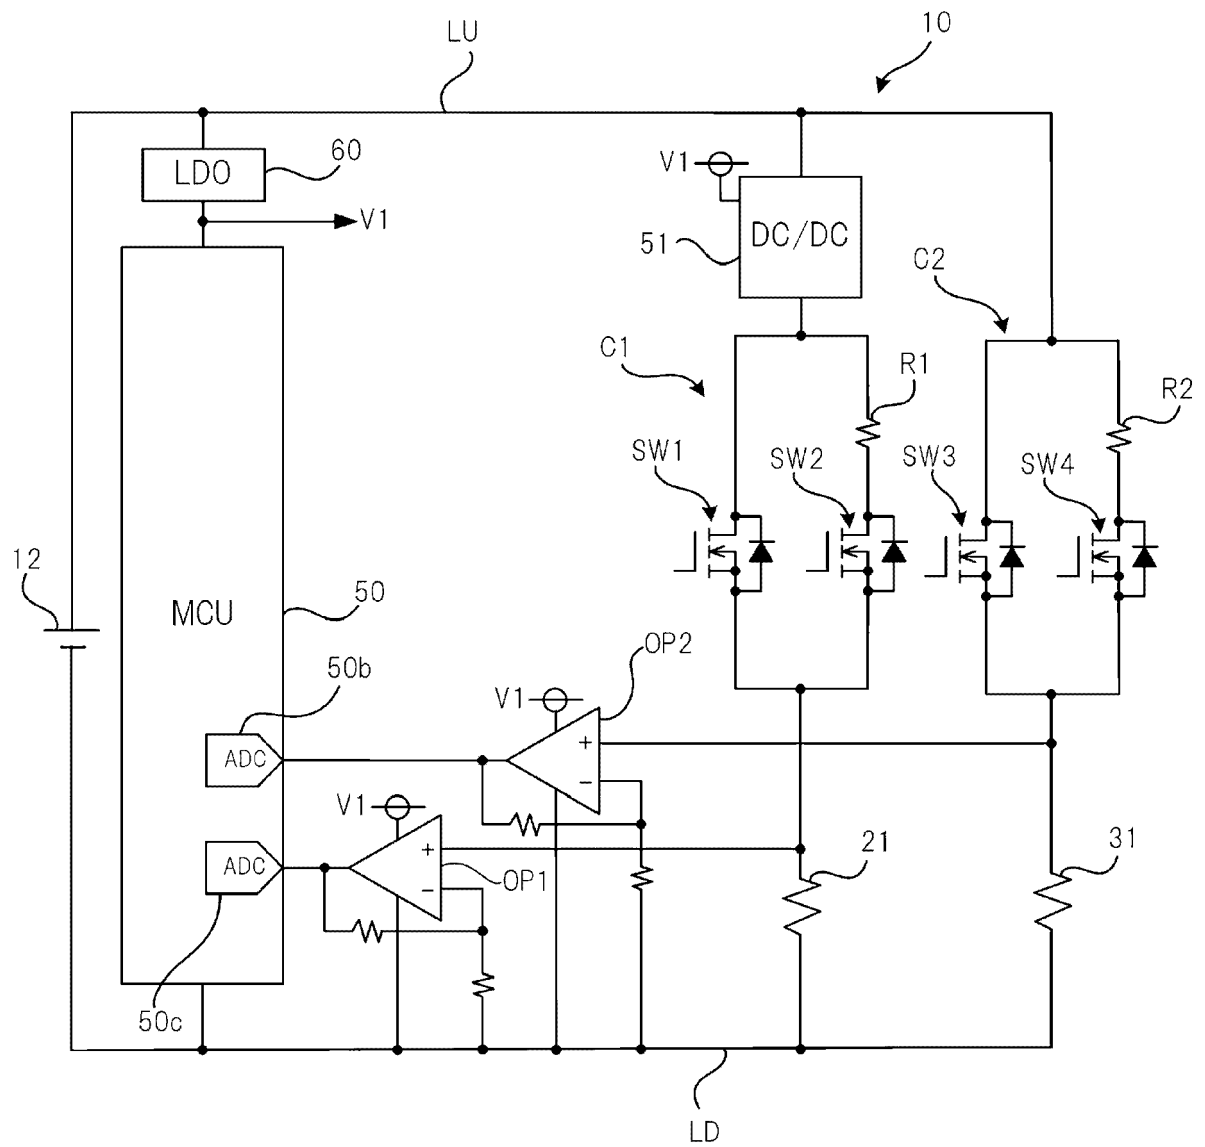 LU
10
LDO
60
V1
V1
DC/DC
51
C2
C1
R1
R2
SW1
SW2
SW3
SW4
12
MCU
50
50b
OP2
V1
ADC
+
−
V1
ADC
+
−
OP1
21
31
50c
LD